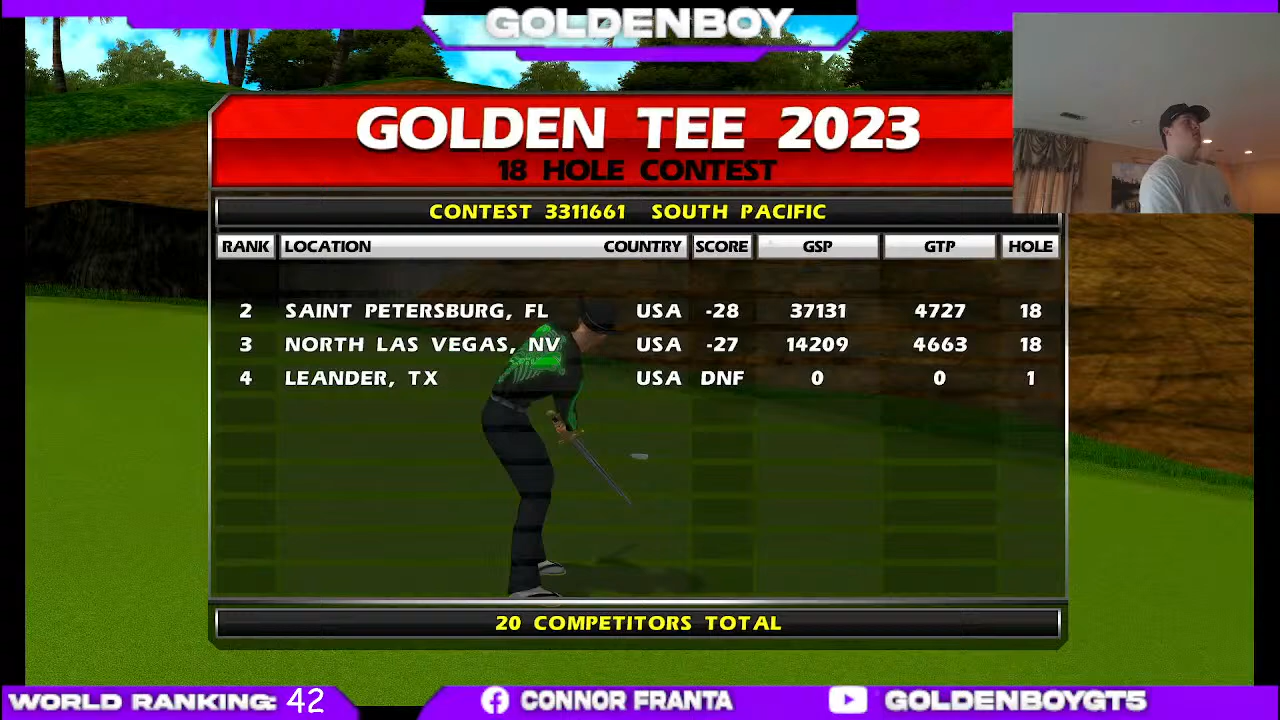 GOLDENBOY
GOLDEN TEE 2023
18 HOLE CONTEST
CONTEST 3311661 SOUTH PACIFIC
RANK LOCATION COUNTRY SCORE GSP GTP HOLE
2 SAINT PETERSBURG, FL USA -28 37131 4727 18
3 NORTH LAS VEGAS, NV USA -27 14209 4663 18
4 LEANDER, TX USA DNF 0 0 1
20 COMPETITORS TOTAL
WORLD RANKING: 42 CONNOR FRANTA GOLDENBOYGT5